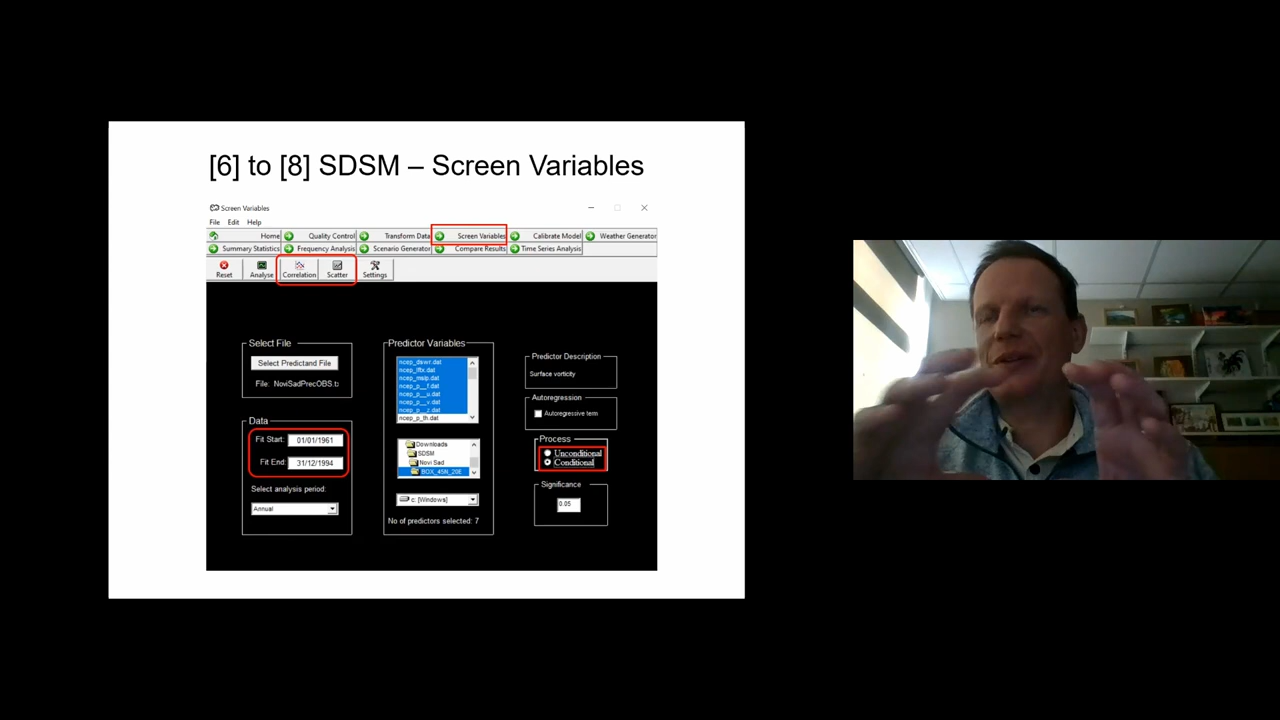 [6] to [8] SDSM – Screen Variables
Screen Variables
File Edit Help
Home Quality Control Transform Data Screen Variables Calibrate Model Weather Generator
Summary Statistics Frequency Analysis Scenario Generator Compare Results Time Series Analysis
Reset Analyse Correlation Scatter Settings
Select File
Select Predictand File
File: NoviSadPrecOBS.t
Data
Fit Start: 01/01/1961
Fit End: 31/12/1994
Select analysis period:
Annual
Predictor Variables
ncep_dswr.dat
ncep_lftx.dat
ncep_mslp.dat
ncep_p__f.dat
ncep_p__u.dat
ncep_p__v.dat
ncep_p__z.dat
ncep_p_th.dat
Downloads
SDSM
Novi Sad
BOX_45N_20E
c: [Windows]
No of predictors selected: 7
Predictor Description
Surface vorticity
Autoregression
Autoregressive term
Process
Unconditional
Conditional
Significance
0.05